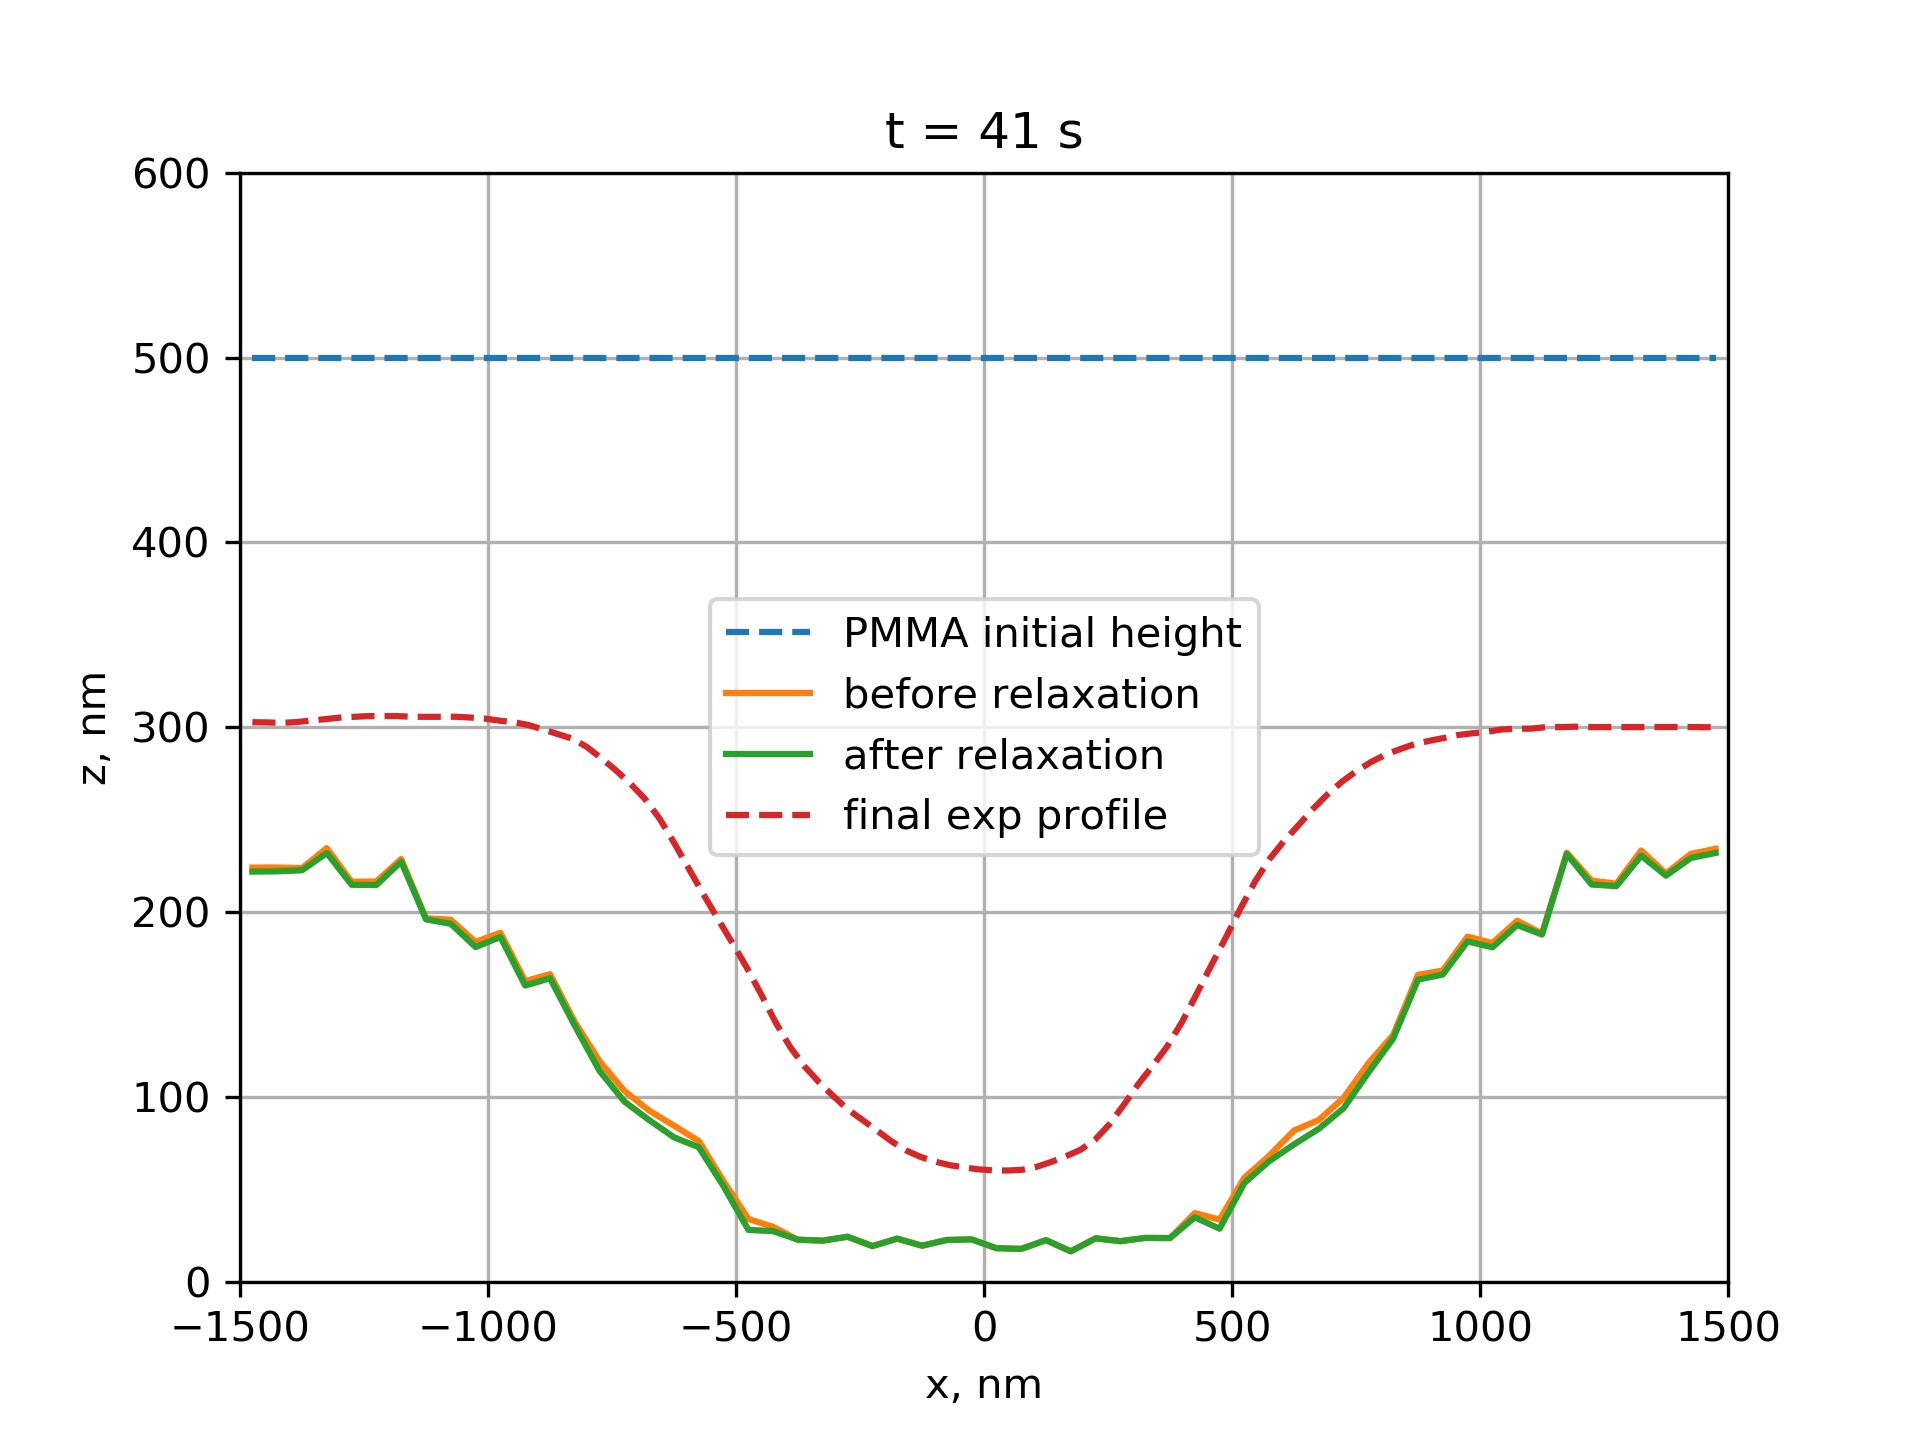 t = 41 s
600
500
400
300
200
100
0
z, nm
PMMA initial height
before relaxation
after relaxation
final exp profile
−1500 −1000 −500 0 500 1000 1500
x, nm